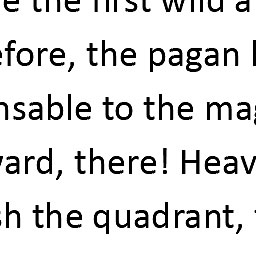 the first wild a
efore, the pagan
nsable to the mag
vard, there! Heav
sh the quadrant,